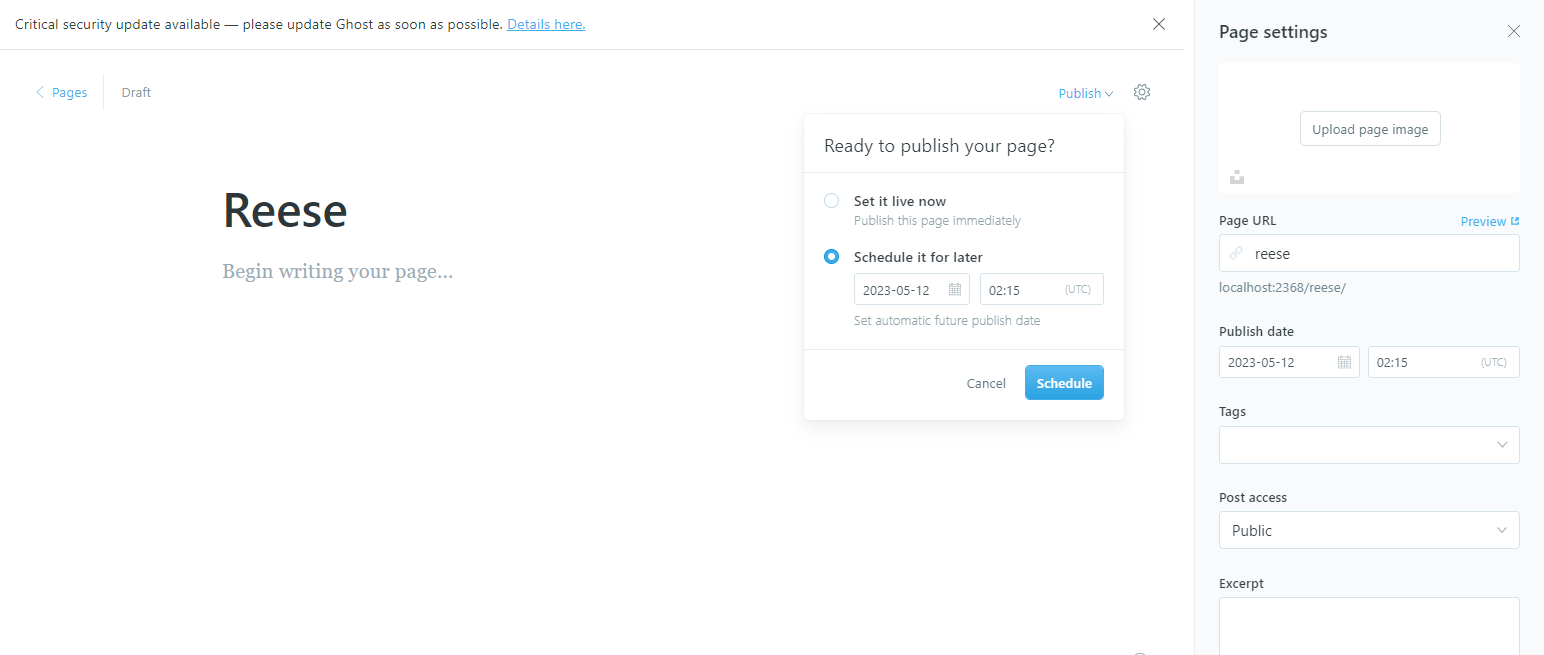 Critical security update available — please update Ghost as soon as possible. Details here.
Pages
Draft
Publish
Reese
Begin writing your page...
Ready to publish your page?
Set it live now
Publish this page immediately
Schedule it for later
2023-05-12
02:15
(UTC)
Set automatic future publish date
Cancel
Schedule
Page settings
Upload page image
Page URL
Preview
reese
localhost:2368/reese/
Publish date
2023-05-12
02:15
(UTC)
Tags
Post access
Public
Excerpt